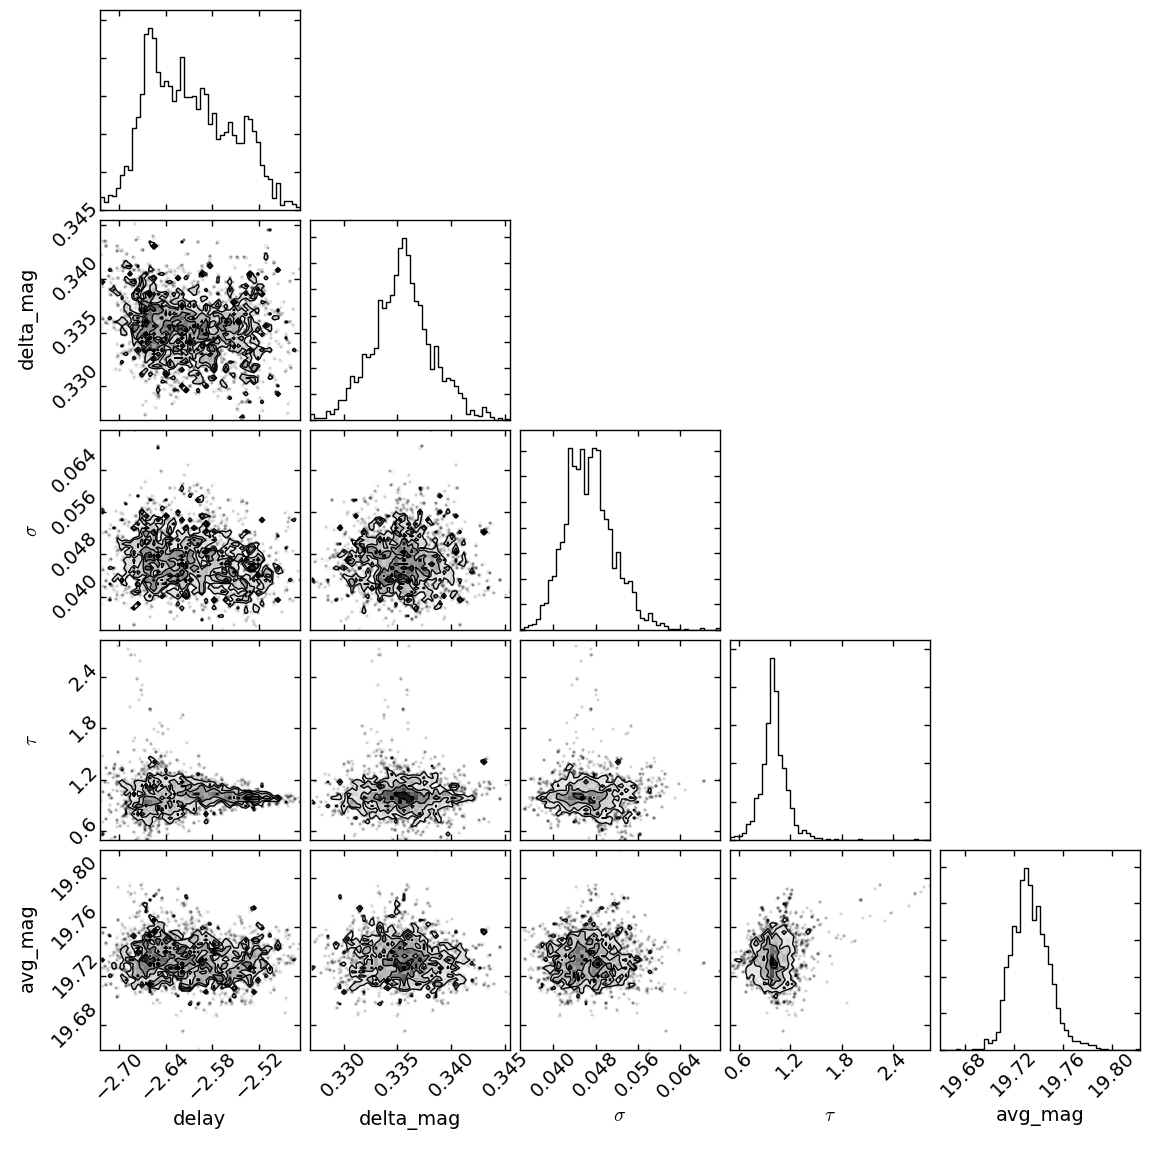 0.345
0.340
0.335
0.330
delta_mag
0.064
0.056
0.048
0.040
σ
2.4
1.8
1.2
0.6
τ
19.80
19.76
19.72
19.68
avg_mag
−2.70 −2.64 −2.58 −2.52
0.330 0.335 0.340 0.345
0.040 0.048 0.056 0.064
0.6 1.2 1.8 2.4
19.68 19.72 19.76 19.80
delay delta_mag σ τ avg_mag